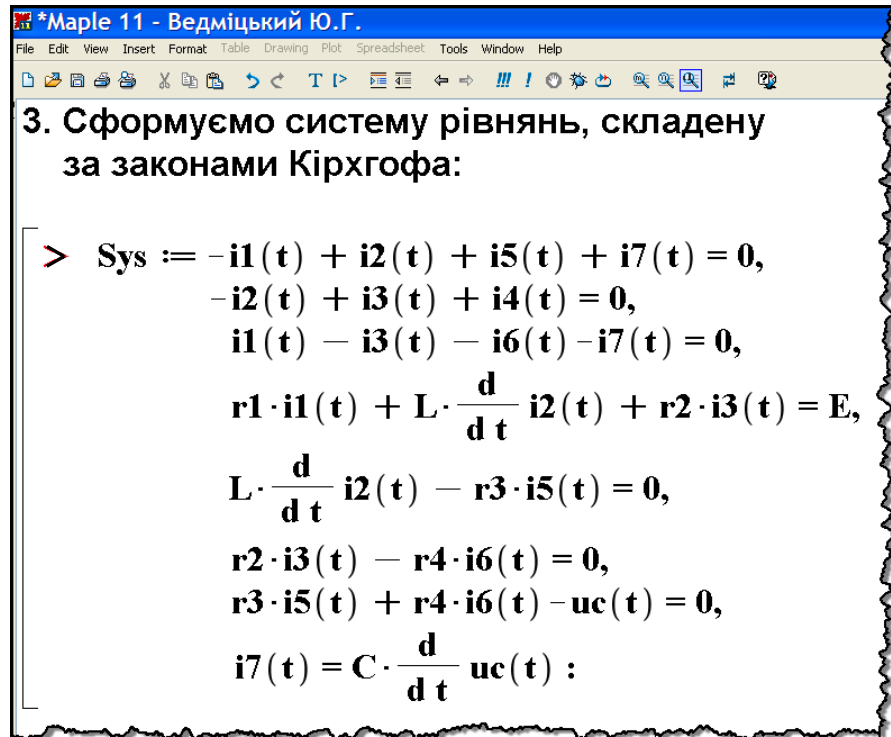 *Maple 11 - Ведміцький Ю.Г.
File Edit View Insert Format Table Drawing Plot Spreadsheet Tools Window Help
3. Сформуємо систему рівнянь, складену
за законами Кірхгофа:
> Sys := -i1(t) + i2(t) + i5(t) + i7(t) = 0,
-i2(t) + i3(t) + i4(t) = 0,
i1(t) - i3(t) - i6(t) - i7(t) = 0,
r1·i1(t) + L· d/dt i2(t) + r2·i3(t) = E,
L· d/dt i2(t) - r3·i5(t) = 0,
r2·i3(t) - r4·i6(t) = 0,
r3·i5(t) + r4·i6(t) - uc(t) = 0,
i7(t) = C· d/dt uc(t) :